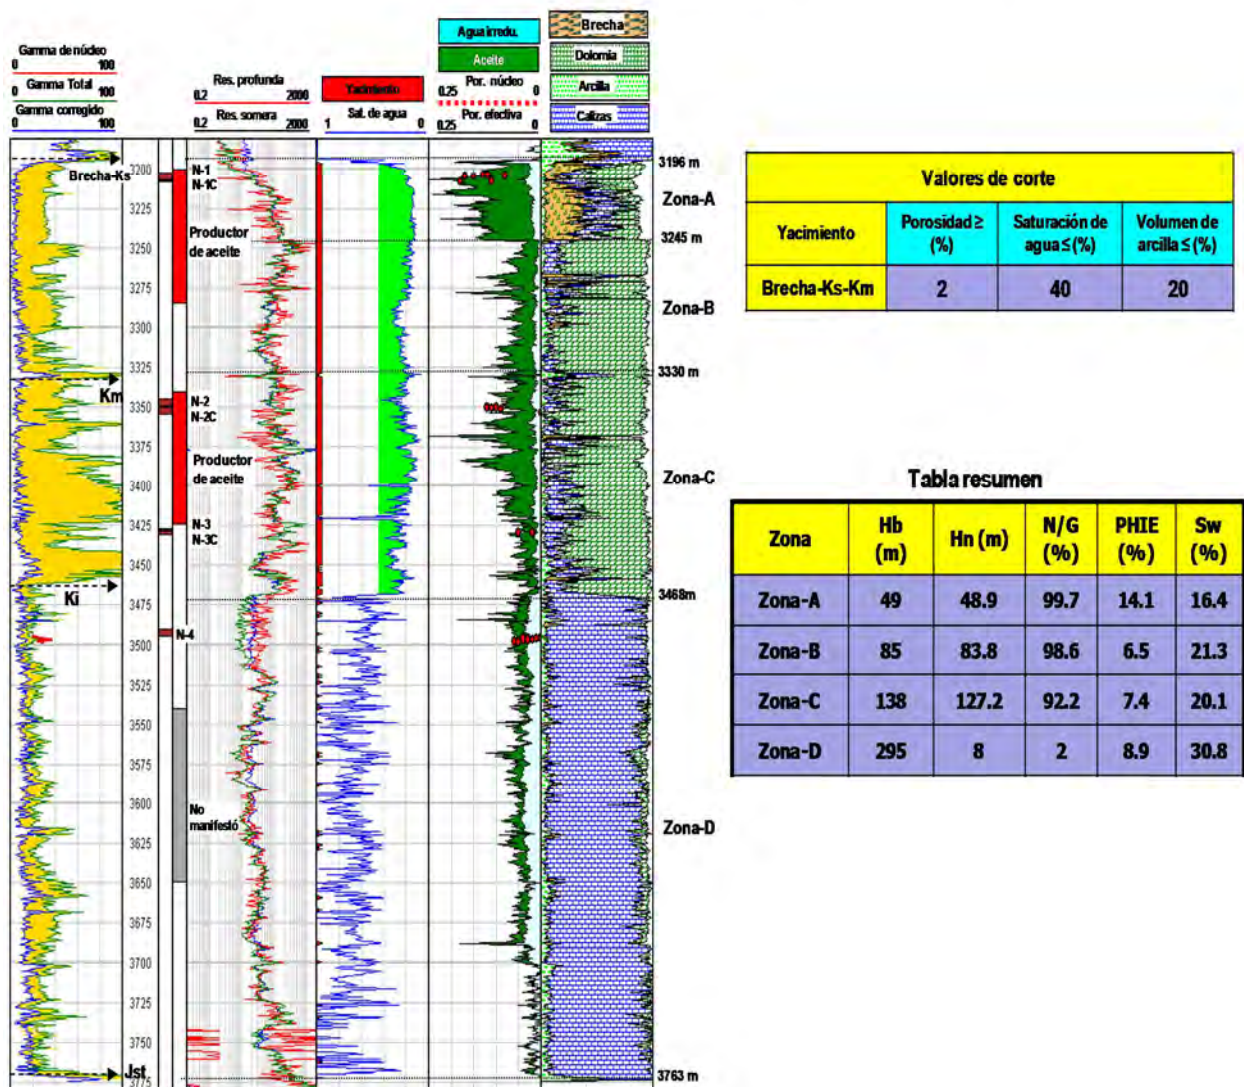 Gamma de núcleo
0 100
Gamma Total
0 100
Gamma corregido
0 100
Res. profunda
0.2 2000
Res. somera
0.2 2000
Yacimiento
Sat. de agua
1 0
Agua irredu.
Aceite
Por. núcleo
0.25 0
Por. efectiva
0.25 0
Brecha
Dolomia
Arcilla
Calizas
Brecha-Ks
Km
Ki
Jst
3200
3225
3250
3275
3300
3325
3350
3375
3400
3425
3450
3475
3500
3525
3550
3575
3600
3625
3650
3675
3700
3725
3750
3775
N-1
N-1C
Productor
de aceite
N-2
N-2C
Productor
de aceite
N-3
N-3C
N-4
No
manifestó
3196 m
Zona-A
3245 m
Zona-B
3330 m
Zona-C
3468m
Zona-D
3763 m
Valores de corte
Yacimiento Porosidad ≥ (%) Saturación de agua ≤ (%) Volumen de arcilla ≤ (%)
Brecha-Ks-Km 2 40 20
Tabla resumen
Zona Hb (m) Hn (m) N/G (%) PHIE (%) Sw (%)
Zona-A 49 48.9 99.7 14.1 16.4
Zona-B 85 83.8 98.6 6.5 21.3
Zona-C 138 127.2 92.2 7.4 20.1
Zona-D 295 8 2 8.9 30.8